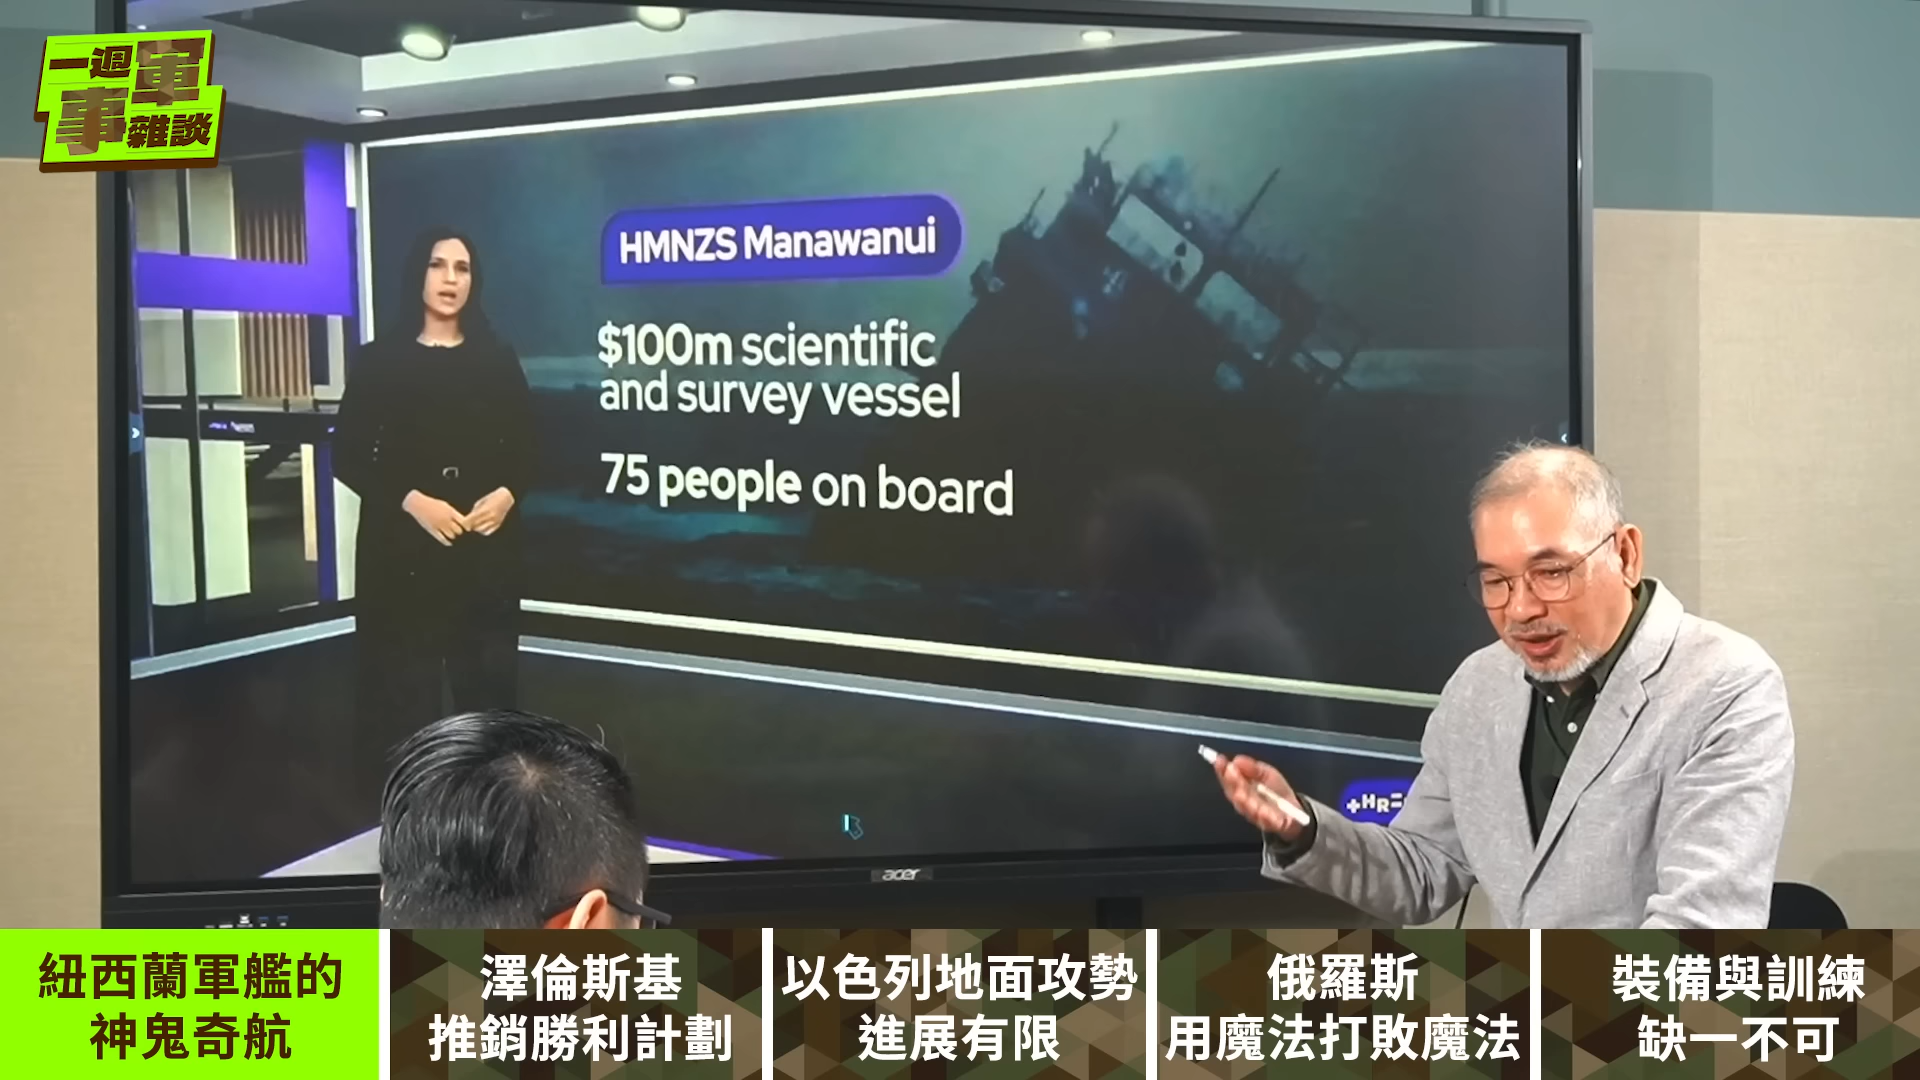 一週軍
事雜談
HMNZS Manawanui
$100m scientific
and survey vessel
75 people on board
acer
紐西蘭軍艦的
神鬼奇航
澤倫斯基
推銷勝利計劃
以色列地面攻勢
進展有限
俄羅斯
用魔法打敗魔法
裝備與訓練
缺一不可